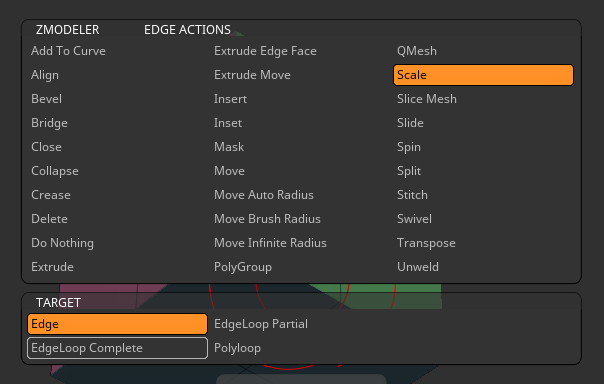 ZMODELER EDGE ACTIONS
Add To Curve Extrude Edge Face QMesh
Align Extrude Move Scale
Bevel Insert Slice Mesh
Bridge Inset Slide
Close Mask Spin
Collapse Move Split
Crease Move Auto Radius Stitch
Delete Move Brush Radius Swivel
Do Nothing Move Infinite Radius Transpose
Extrude PolyGroup Unweld
TARGET
Edge EdgeLoop Partial
EdgeLoop Complete Polyloop